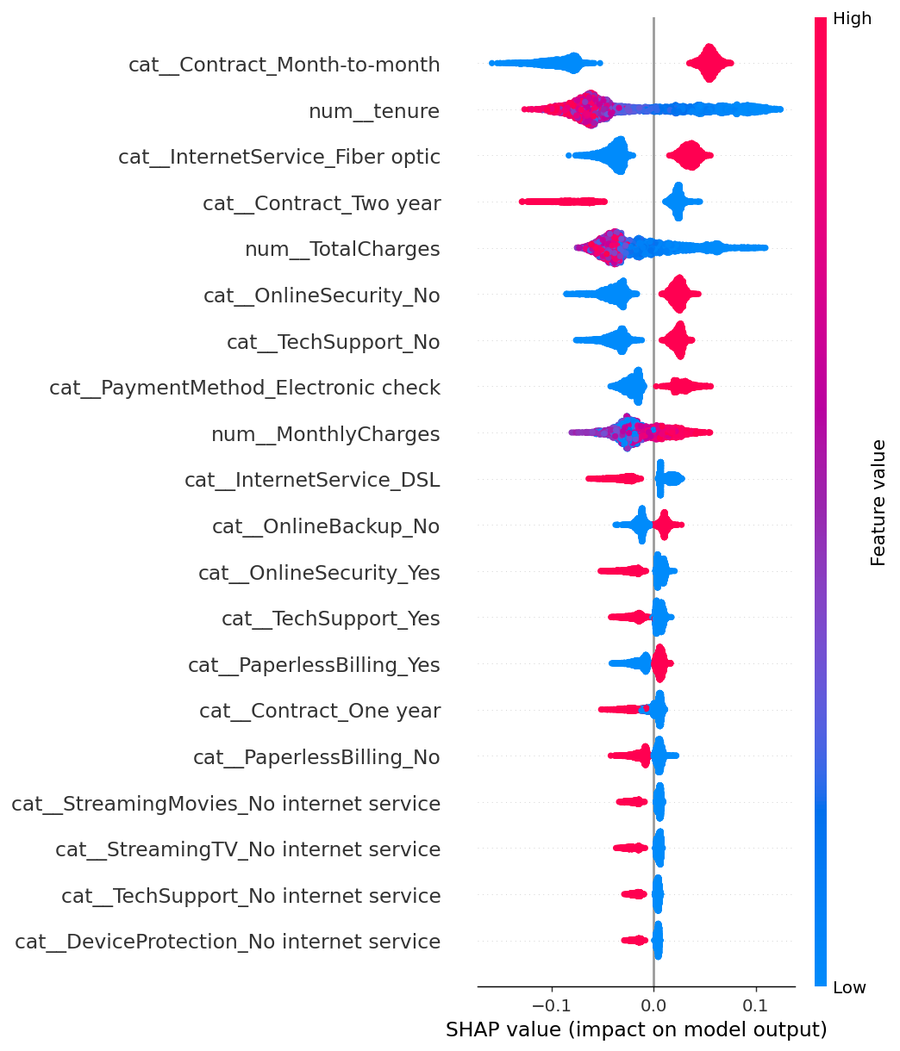 High
cat__Contract_Month-to-month
num__tenure
cat__InternetService_Fiber optic
cat__Contract_Two year
num__TotalCharges
cat__OnlineSecurity_No
cat__TechSupport_No
cat__PaymentMethod_Electronic check
num__MonthlyCharges
cat__InternetService_DSL
cat__OnlineBackup_No
cat__OnlineSecurity_Yes
cat__TechSupport_Yes
cat__PaperlessBilling_Yes
cat__Contract_One year
cat__PaperlessBilling_No
cat__StreamingMovies_No internet service
cat__StreamingTV_No internet service
cat__TechSupport_No internet service
cat__DeviceProtection_No internet service
Feature value
Low
−0.1 0.0 0.1
SHAP value (impact on model output)